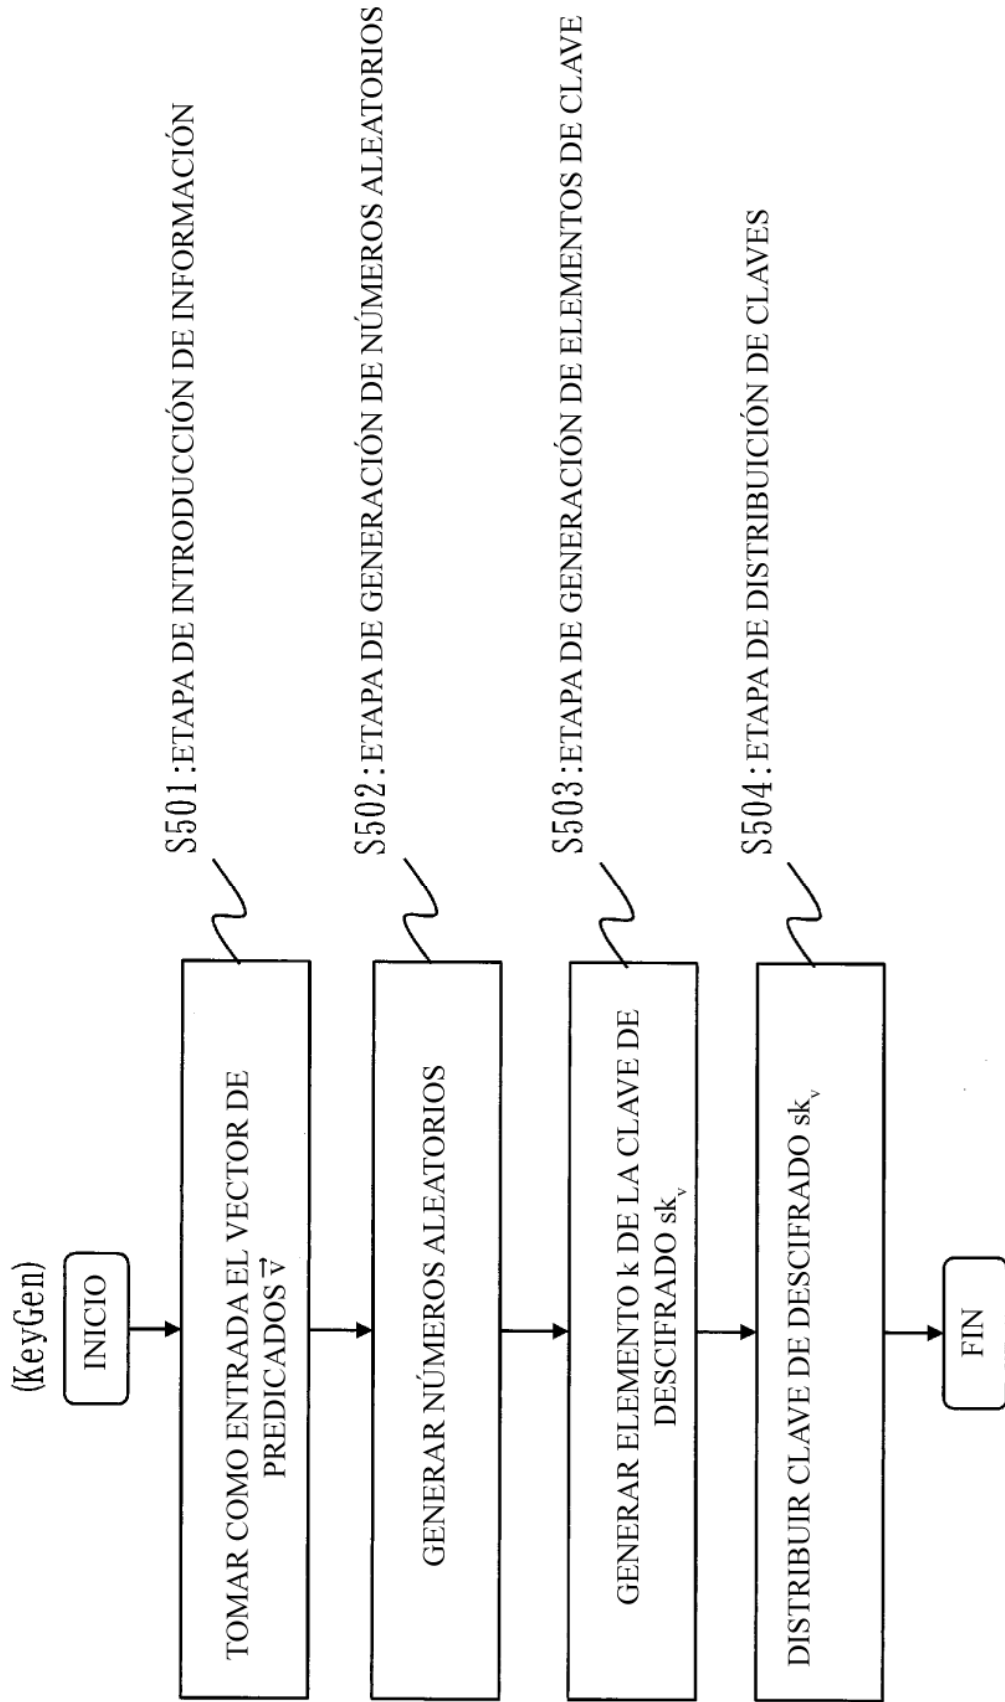 (KeyGen)
INICIO
TOMAR COMO ENTRADA EL VECTOR DE
PREDICADOS v⃗
S501:ETAPA DE INTRODUCCIÓN DE INFORMACIÓN
GENERAR NÚMEROS ALEATORIOS
S502:ETAPA DE GENERACIÓN DE NÚMEROS ALEATORIOS
GENERAR ELEMENTO k DE LA CLAVE DE
DESCIFRADO skᵥ
S503:ETAPA DE GENERACIÓN DE ELEMENTOS DE CLAVE
DISTRIBUIR CLAVE DE DESCIFRADO skᵥ
S504:ETAPA DE DISTRIBUICIÓN DE CLAVES
FIN